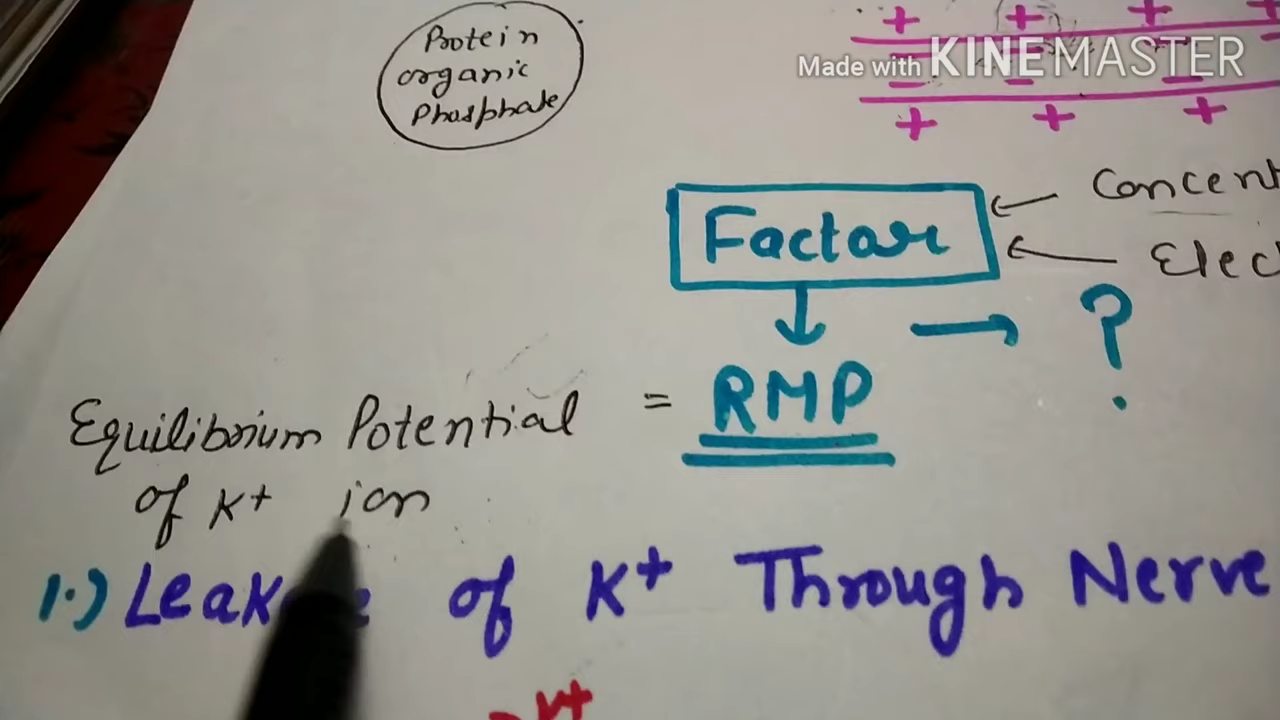 Protein
organic
Phosphate
+ + + +
Made with KINEMASTER
- - -
+ + +
Factor
← Concent
← Elec
↓ → ?
Equilibrium Potential = RMP
of K+ ion
1.) Leak of K+ Through Nerve